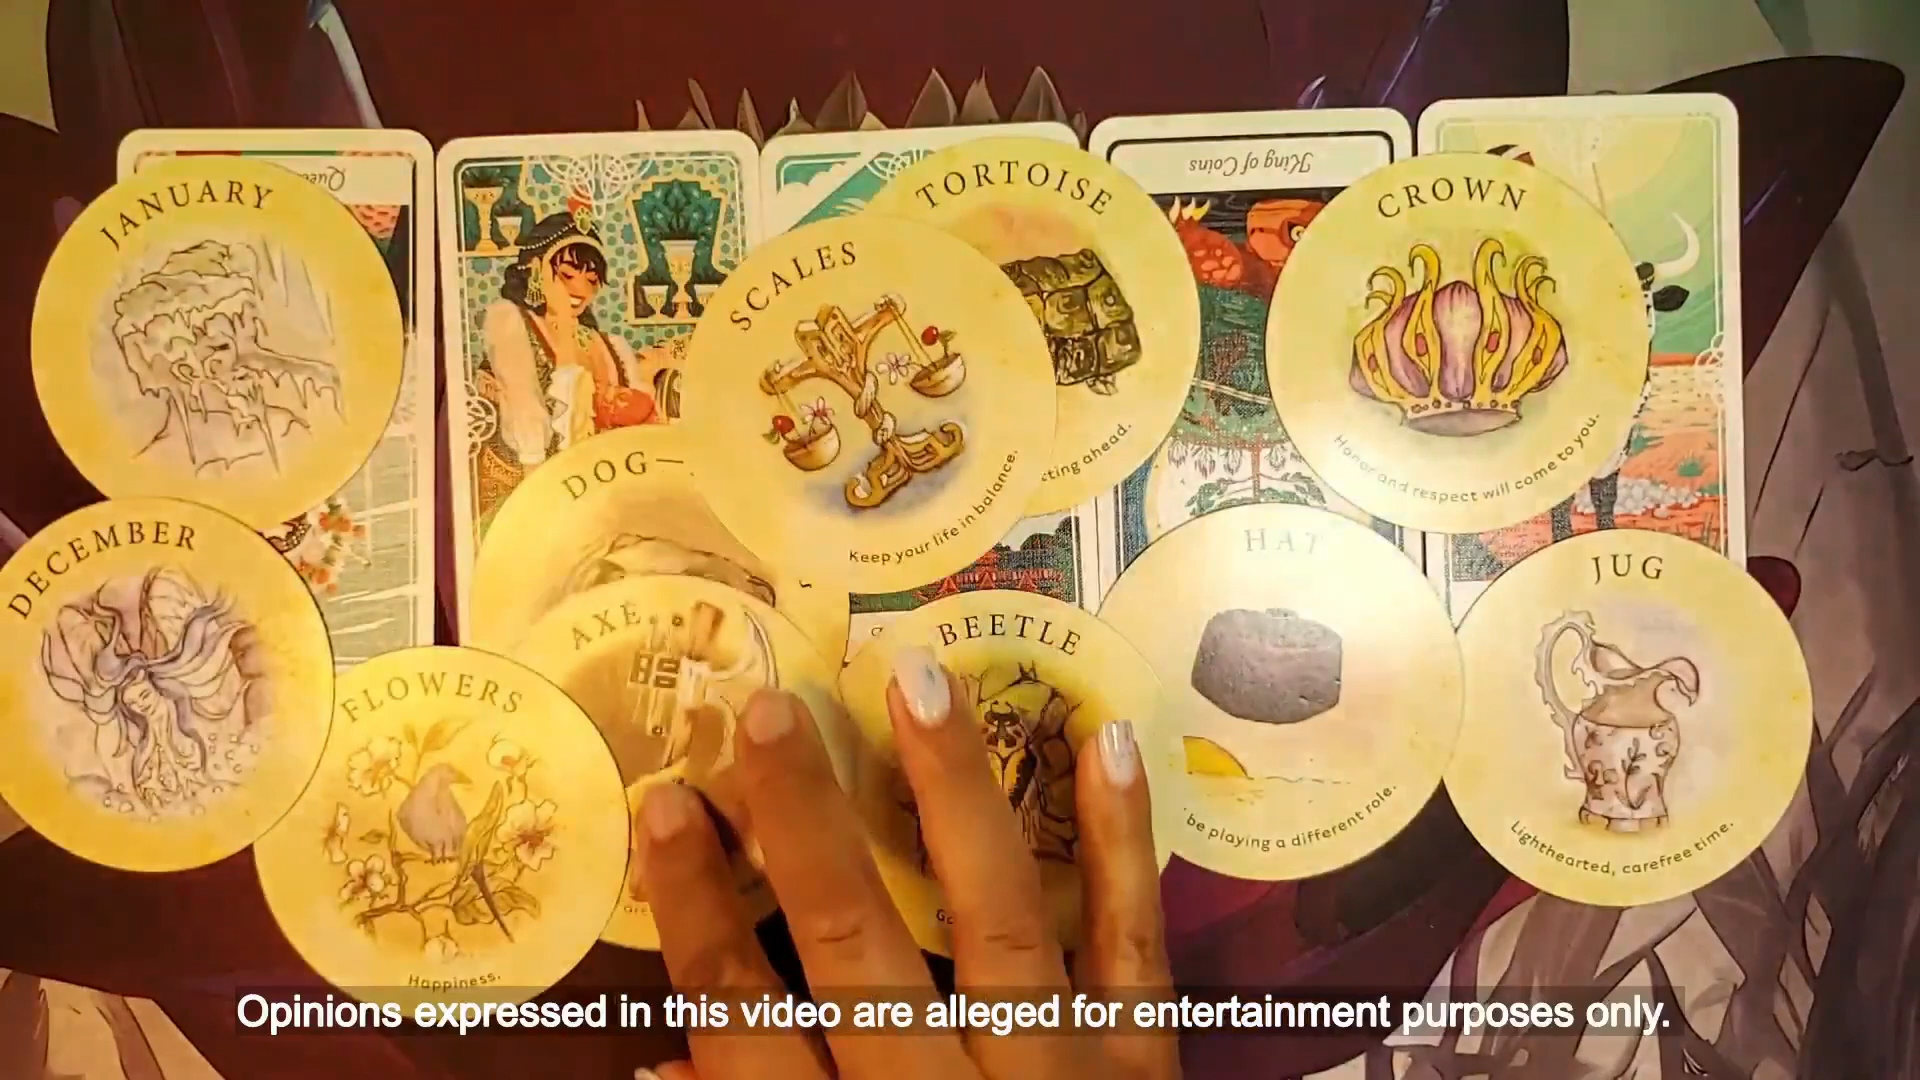 King of Coins
JANUARY
TORTOISE
CROWN
SCALES
cting ahead.
Honor and respect will come to you.
Keep your life in balance.
DOG—
DECEMBER
HAT
JUG
AXE
BEETLE
FLOWERS
be playing a different role.
Lighthearted, carefree time.
Happiness.
Opinions expressed in this video are alleged for entertainment purposes only.